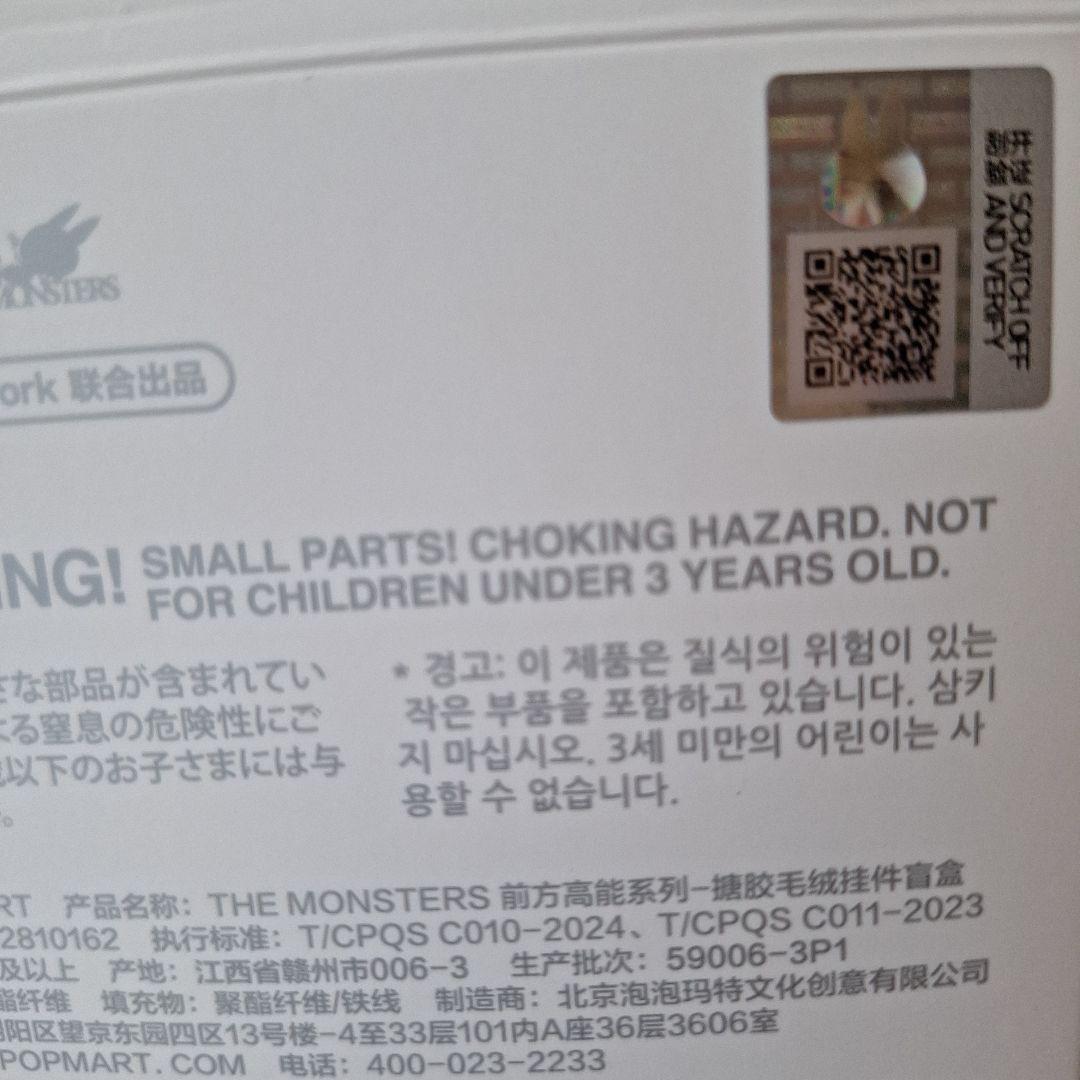 MONSTERS
ork 联合出品
拱微 SCRATCH OFF
AND VERIFY
ING! SMALL PARTS! CHOKING HAZARD. NOT
FOR CHILDREN UNDER 3 YEARS OLD.
さな部品が含まれてい
よる窒息の危険性にご
以下のお子さまには与
。
* 경고: 이 제품은 질식의 위험이 있는
작은 부품을 포함하고 있습니다. 삼키
지 마십시오. 3세 미만의 어린이는 사
용할 수 없습니다.
RT 产品名称：THE MONSTERS 前方高能系列-搪胶毛绒挂件盲盒
2810162 执行标准：T/CPQS C010-2024、T/CPQS C011-2023
及以上 产地：江西省赣州市006-3 生产批次：59006-3P1
酯纤维 填充物：聚酯纤维/铁线 制造商：北京泡泡玛特文化创意有限公司
阳区望京东园四区13号楼-4至33层101内A座36层3606室
POPMART.COM 电话：400-023-2233